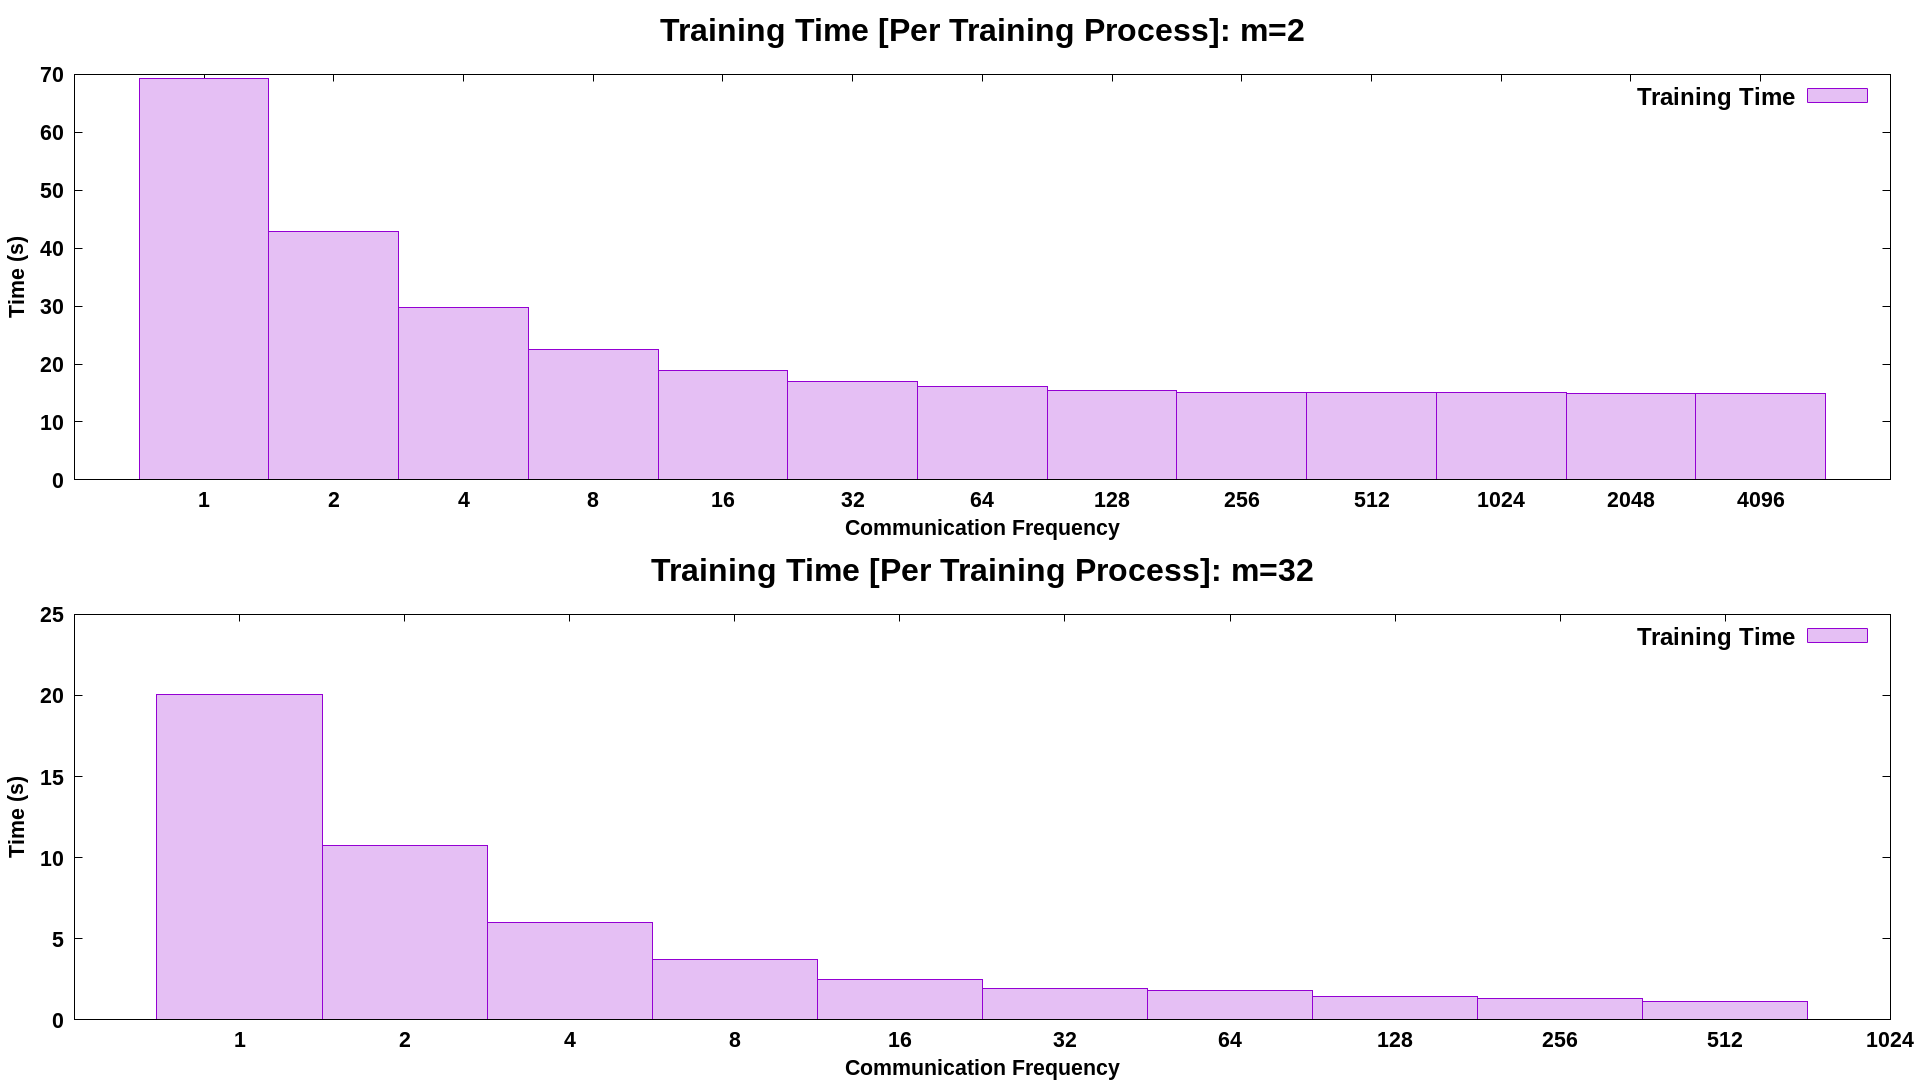 Training Time [Per Training Process]: m=2
70
Training Time
60
50
40
30
20
10
0
Time (s)
1 2 4 8 16 32 64 128 256 512 1024 2048 4096
Communication Frequency
Training Time [Per Training Process]: m=32
25
Training Time
20
15
10
5
0
Time (s)
1 2 4 8 16 32 64 128 256 512 1024
Communication Frequency